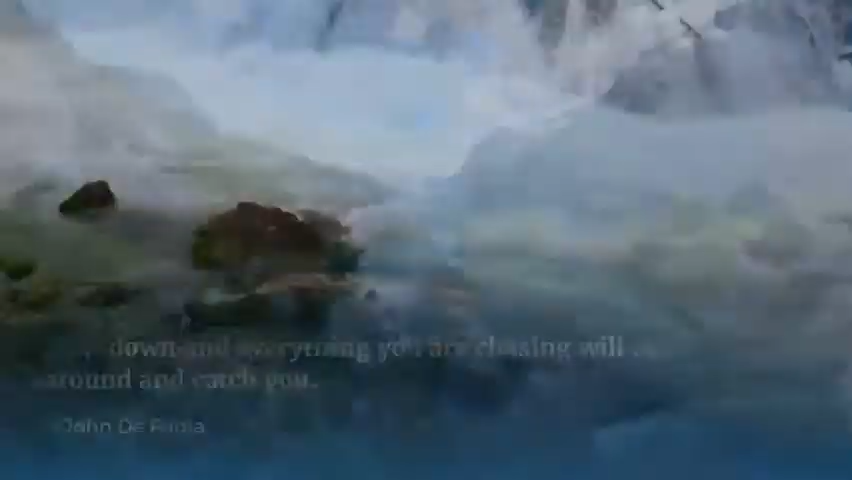 down and everything you are chasing will
around and catch you.
John De Paola